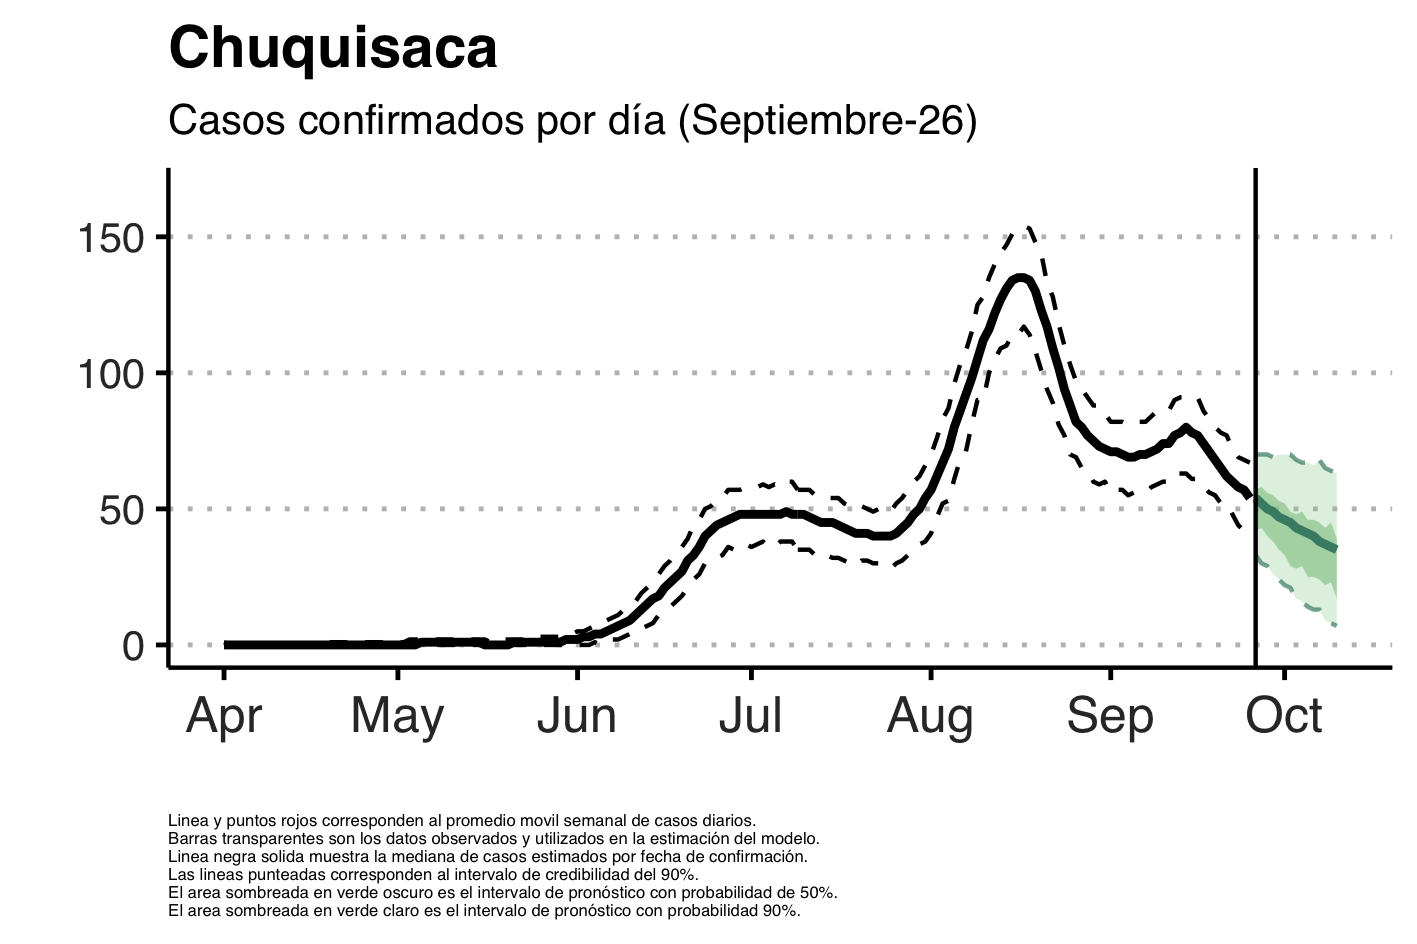 Chuquisaca
Casos confirmados por día (Septiembre-26)
150
100
50
0
Apr May Jun Jul Aug Sep Oct
Linea y puntos rojos corresponden al promedio movil semanal de casos diarios.
Barras transparentes son los datos observados y utilizados en la estimación del modelo.
Linea negra solida muestra la mediana de casos estimados por fecha de confirmación.
Las lineas punteadas corresponden al intervalo de credibilidad del 90%.
El area sombreada en verde oscuro es el intervalo de pronóstico con probabilidad de 50%.
El area sombreada en verde claro es el intervalo de pronóstico con probabilidad 90%.